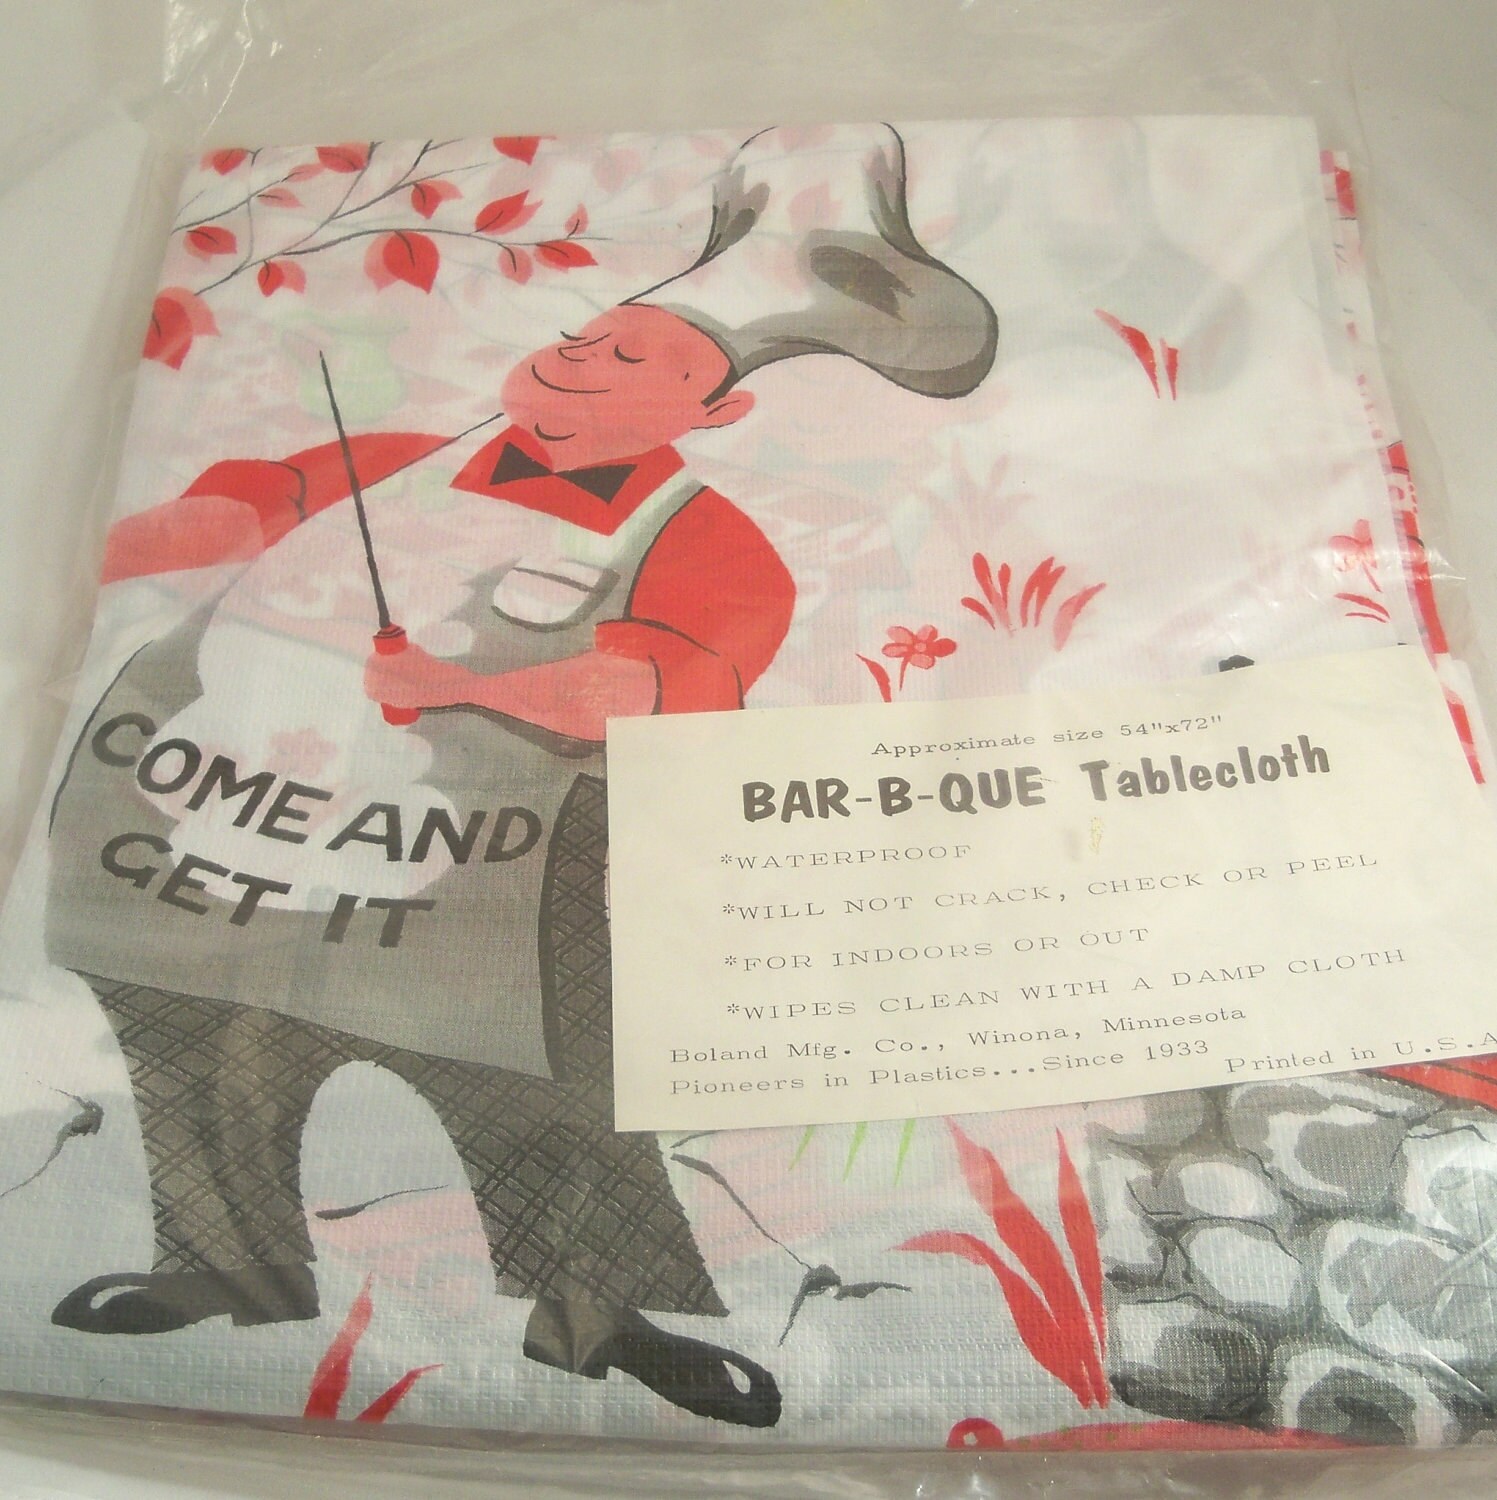 COME AND
GET IT
Approximate size 54"x72"
BAR-B-QUE Tablecloth
*WATERPROOF
*WILL NOT CRACK, CHECK OR PEEL
*FOR INDOORS OR OUT
*WIPES CLEAN WITH A DAMP CLOTH
Boland Mfg. Co., Winona, Minnesota
Pioneers in Plastics...Since 1933 Printed in U.S.A